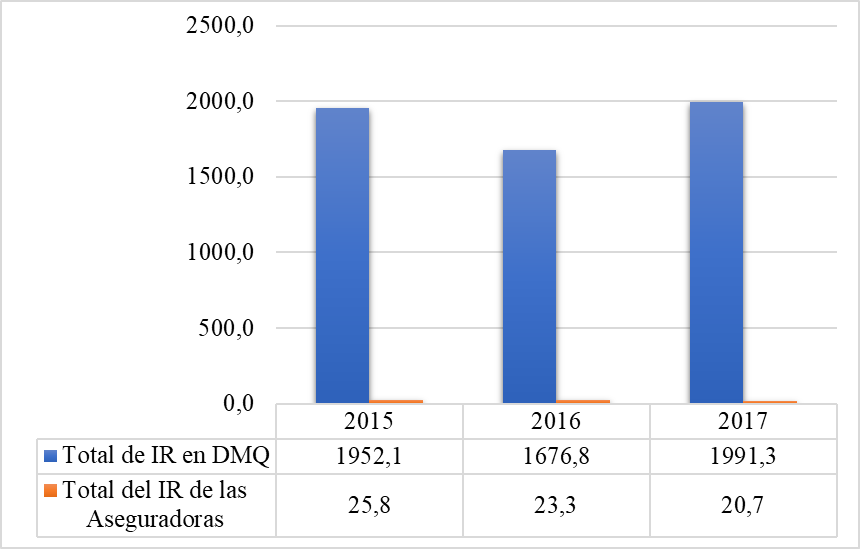 2500,0
2000,0
1500,0
1000,0
500,0
0,0
2015 2016 2017
Total de IR en DMQ 1952,1 1676,8 1991,3
Total del IR de las
Aseguradoras 25,8 23,3 20,7